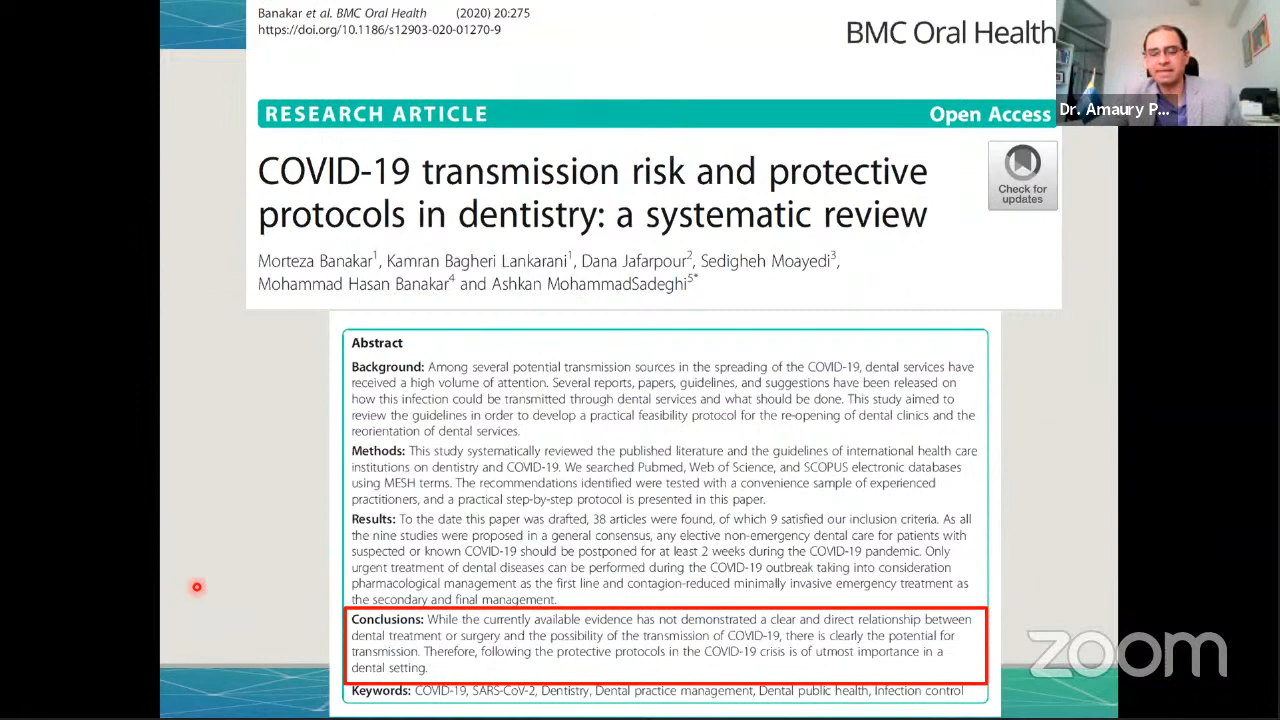 Banakar et al. BMC Oral Health (2020) 20:275
https://doi.org/10.1186/s12903-020-01270-9
BMC Oral Health
RESEARCH ARTICLE Open Access
Dr. Amaury P...
COVID-19 transmission risk and protective
protocols in dentistry: a systematic review
Check for
updates
Morteza Banakar1, Kamran Bagheri Lankarani1, Dana Jafarpour2, Sedigheh Moayedi3,
Mohammad Hasan Banakar4 and Ashkan MohammadSadeghi5*
Abstract
Background: Among several potential transmission sources in the spreading of the COVID-19, dental services have
received a high volume of attention. Several reports, papers, guidelines, and suggestions have been released on
how this infection could be transmitted through dental services and what should be done. This study aimed to
review the guidelines in order to develop a practical feasibility protocol for the re-opening of dental clinics and the
reorientation of dental services.
Methods: This study systematically reviewed the published literature and the guidelines of international health care
institutions on dentistry and COVID-19. We searched Pubmed, Web of Science, and SCOPUS electronic databases
using MESH terms. The recommendations identified were tested with a convenience sample of experienced
practitioners, and a practical step-by-step protocol is presented in this paper.
Results: To the date this paper was drafted, 38 articles were found, of which 9 satisfied our inclusion criteria. As all
the nine studies were proposed in a general consensus, any elective non-emergency dental care for patients with
suspected or known COVID-19 should be postponed for at least 2 weeks during the COVID-19 pandemic. Only
urgent treatment of dental diseases can be performed during the COVID-19 outbreak taking into consideration
pharmacological management as the first line and contagion-reduced minimally invasive emergency treatment as
the secondary and final management.
Conclusions: While the currently available evidence has not demonstrated a clear and direct relationship between
dental treatment or surgery and the possibility of the transmission of COVID-19, there is clearly the potential for
transmission. Therefore, following the protective protocols in the COVID-19 crisis is of utmost importance in a
dental setting.
Keywords: COVID-19, SARS-CoV-2, Dentistry, Dental practice management, Dental public health, Infection control
zoom